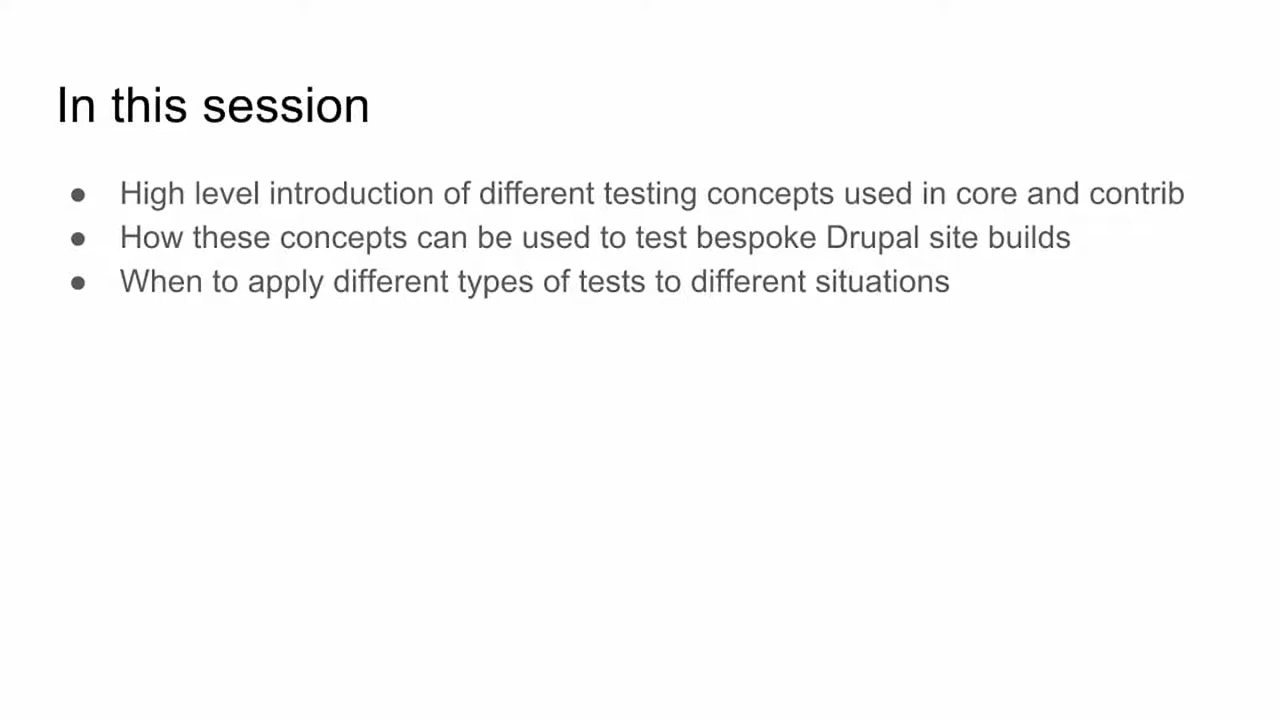 In this session
● High level introduction of different testing concepts used in core and contrib
● How these concepts can be used to test bespoke Drupal site builds
● When to apply different types of tests to different situations